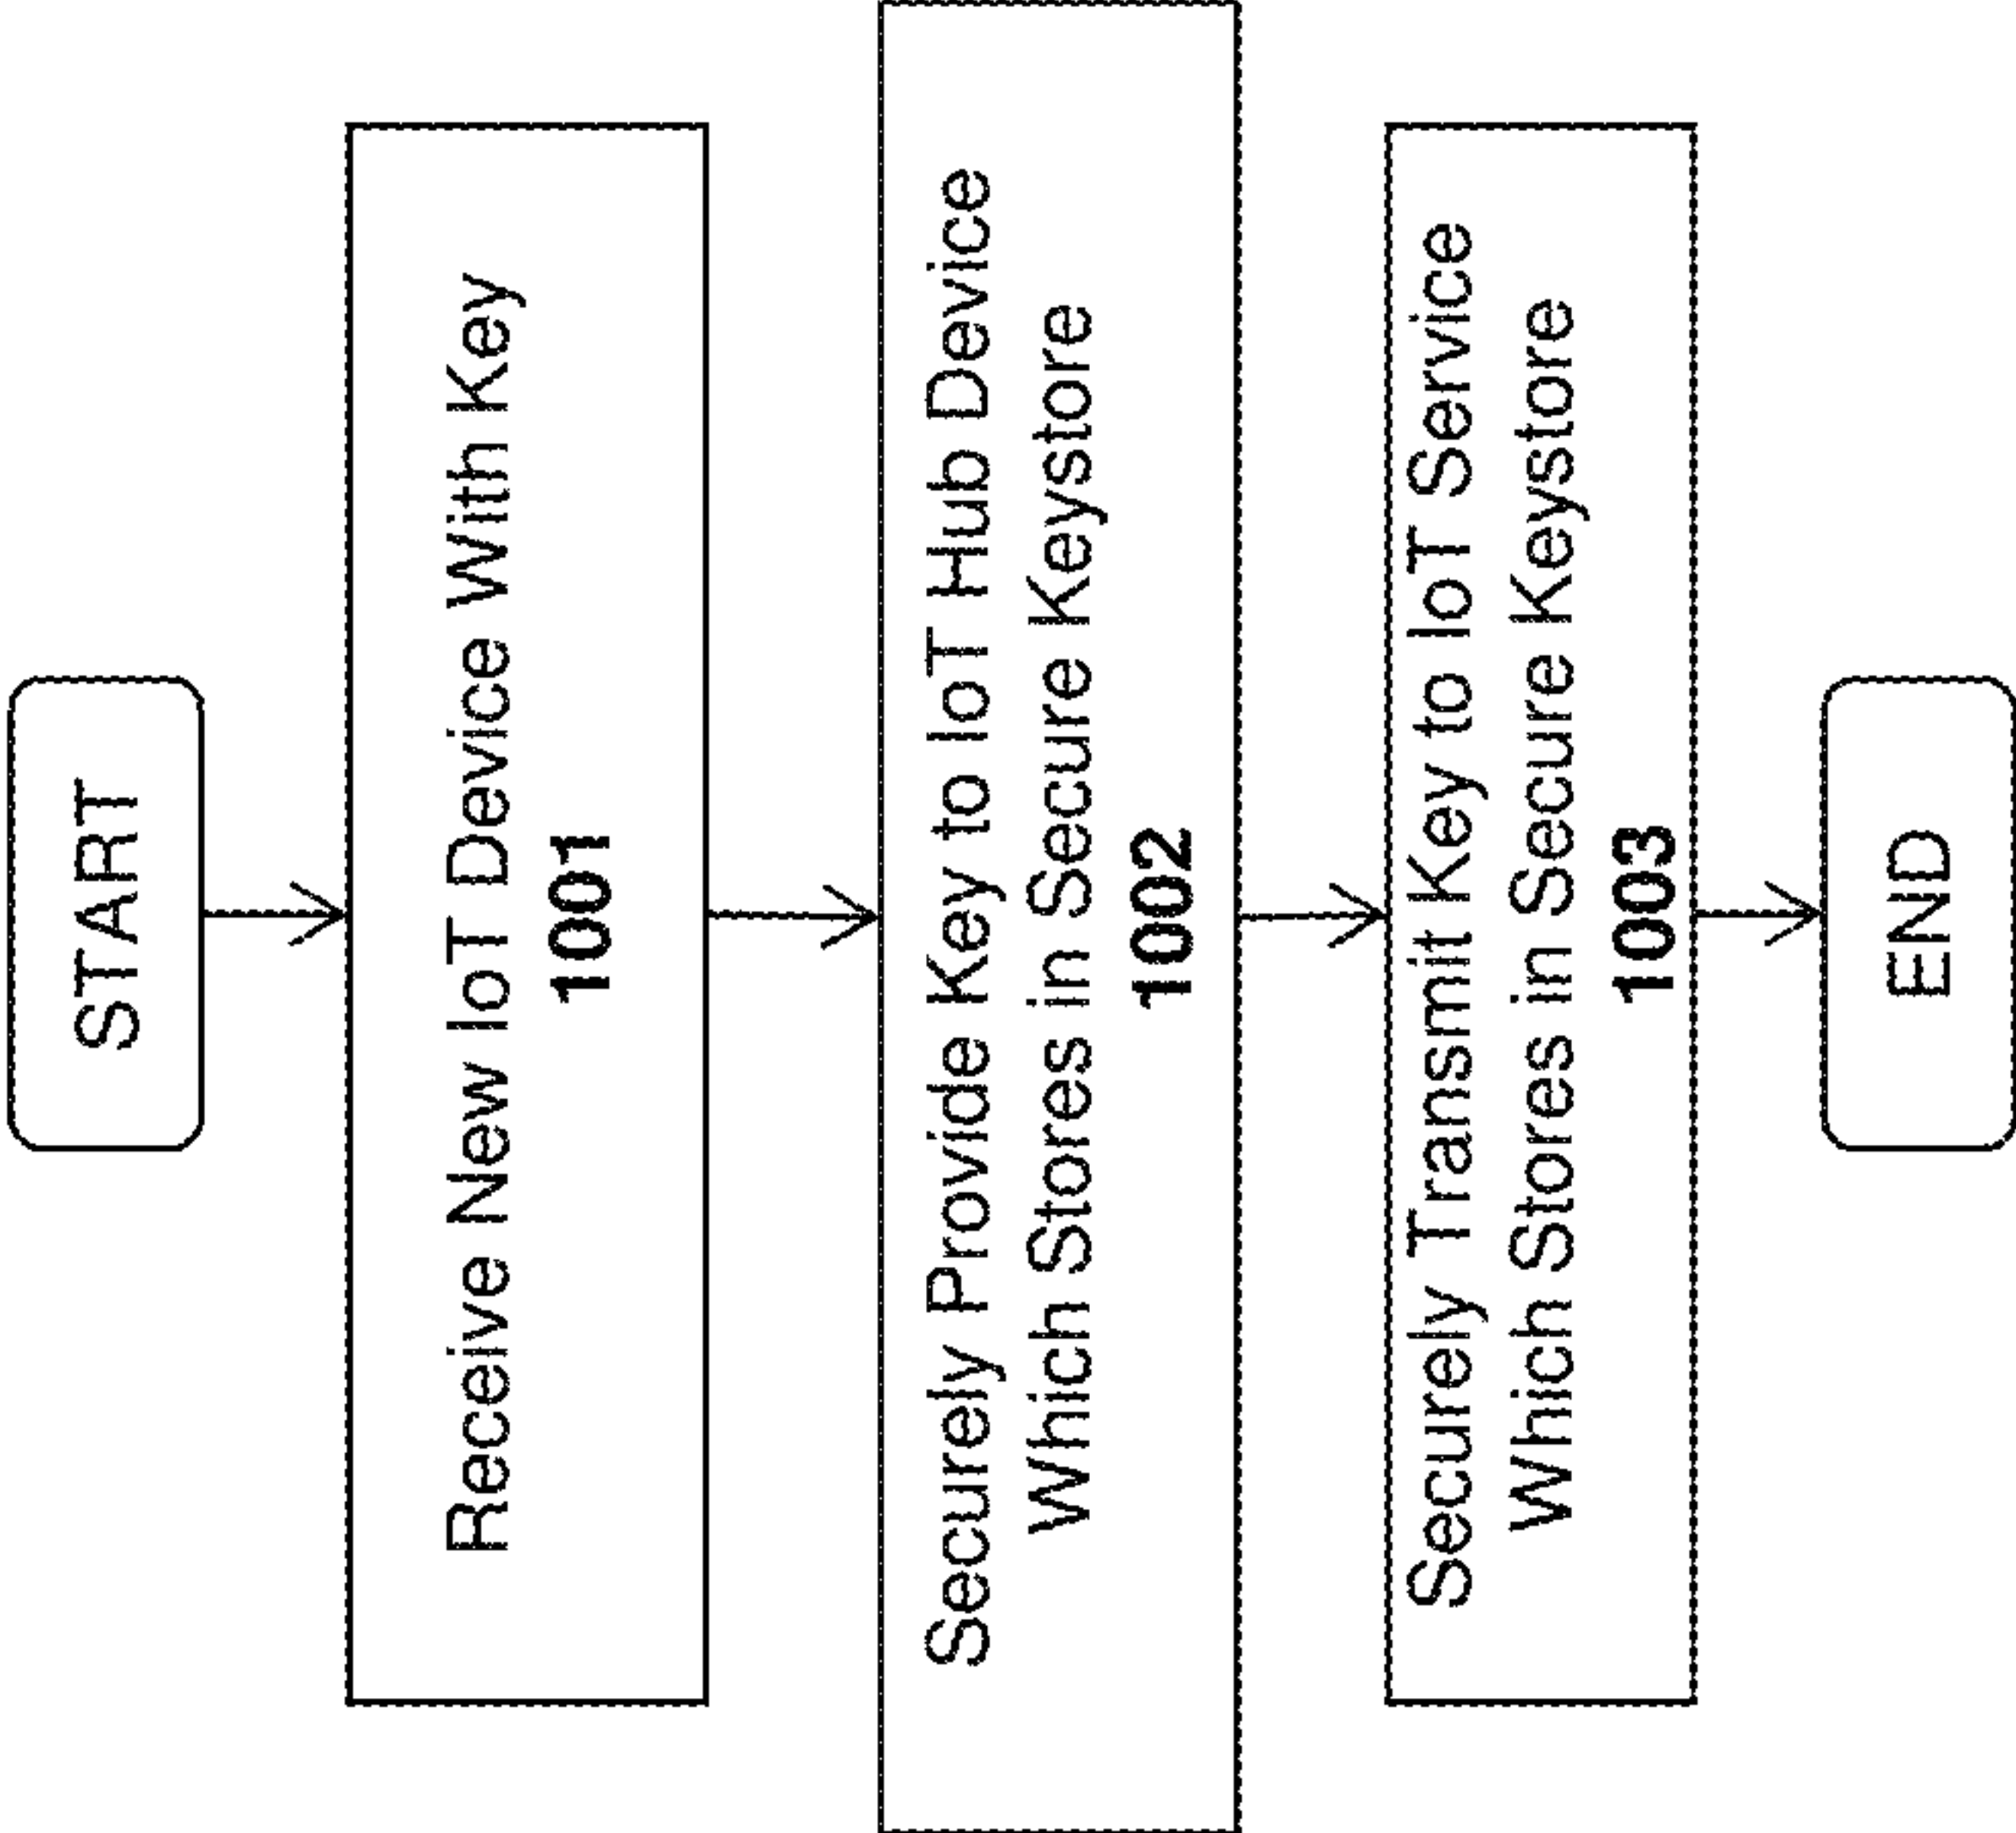 START
Receive New IoT Device With Key
1001
Securely Provide Key to IoT Hub Device
Which Stores in Secure Keystore
1002
Securely Transmit Key to IoT Service
Which Stores in Secure Keystore
1003
END